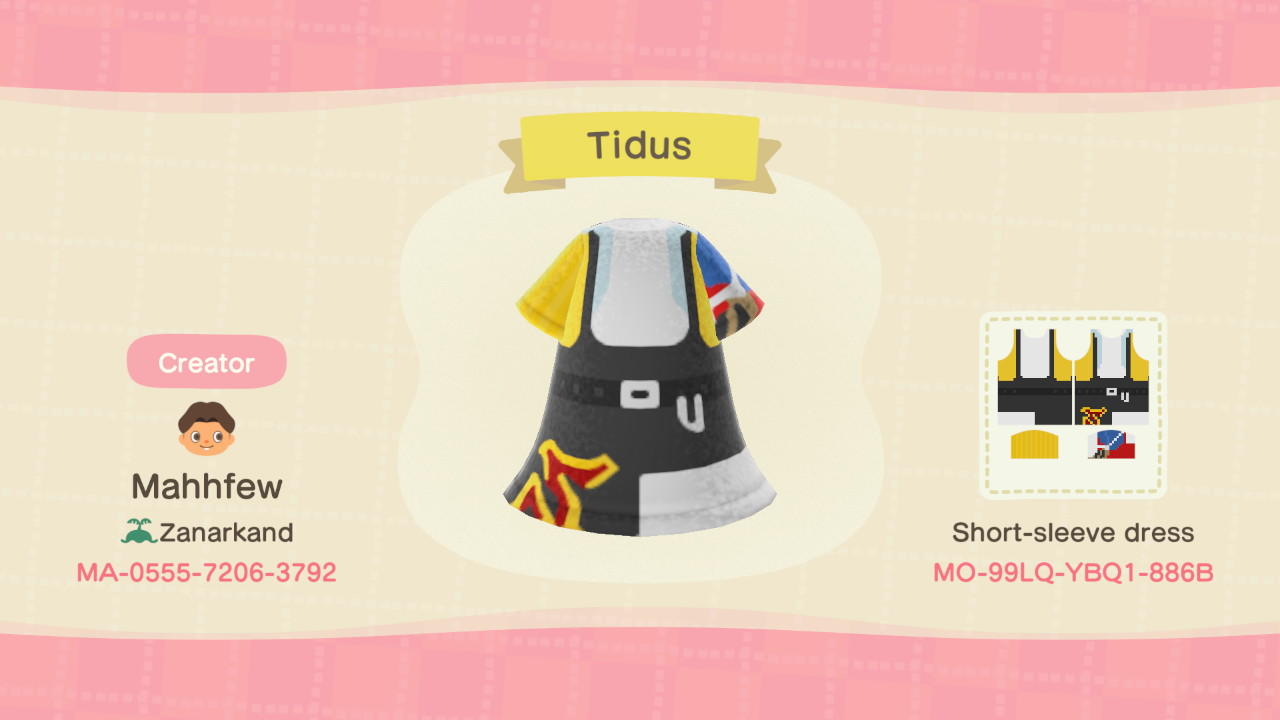 Tidus
Creator
Mahhfew
Zanarkand
MA-0555-7206-3792
Short-sleeve dress
MO-99LQ-YBQ1-886B